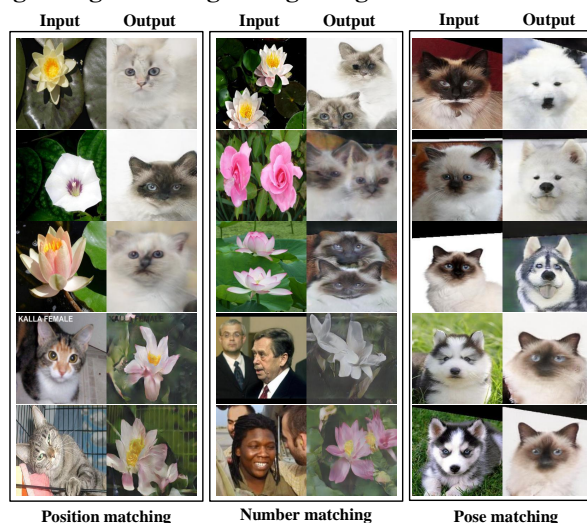 Input Output Input Output Input Output
KALLA FEMALE
Position matching Number matching Pose matching